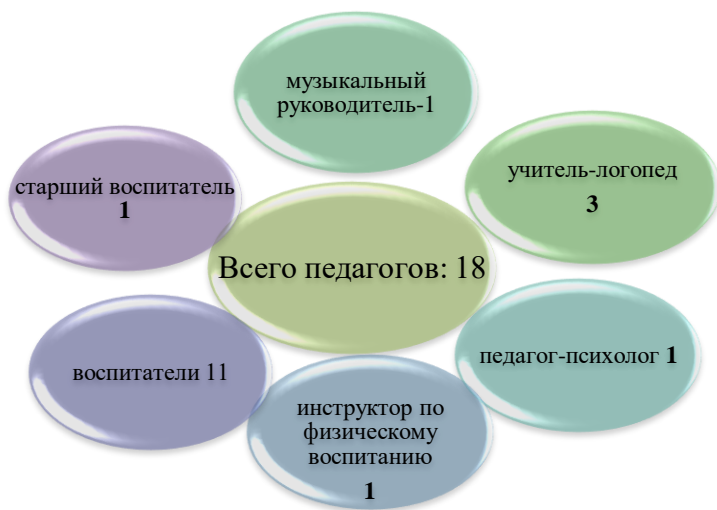 музыкальный
руководитель-1
учитель-логопед
3
педагог-психолог 1
инструктор по
физическому
воспитанию
1
воспитатели 11
старший воспитатель
1
Всего педагогов: 18